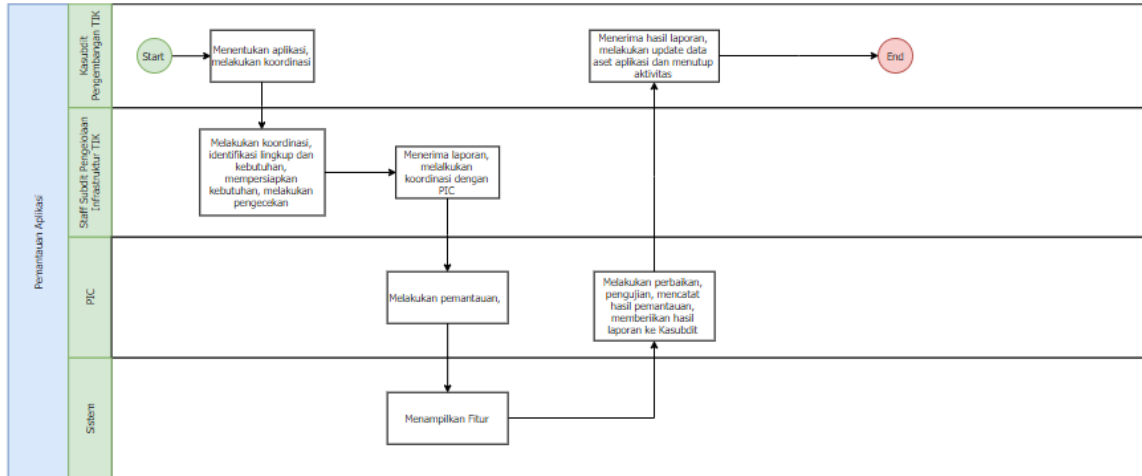 Pemantauan Aplikasi
Kasubdit
Pengembangan TIK
Start
Menentukan aplikasi,
melakukan koordinasi
Menerima hasil laporan,
melakukan update data
aset aplikasi dan menutup
aktivitas
End
Staff Subdit Pengelolaan
Infrastruktur TIK
Melakukan koordinasi,
identifikasi lingkup dan
kebutuhan,
mempersiapkan
kebutuhan, melakukan
pengecekan
Menerima laporan,
melalkukan
koordinasi dengan
PIC
PIC
Melakukan pemantauan,
Melakukan perbaikan,
pengujian, mencatat
hasil pemantauan,
memberiikan hasil
laporan ke Kasubdit
Sistem
Menampilkan Fitur